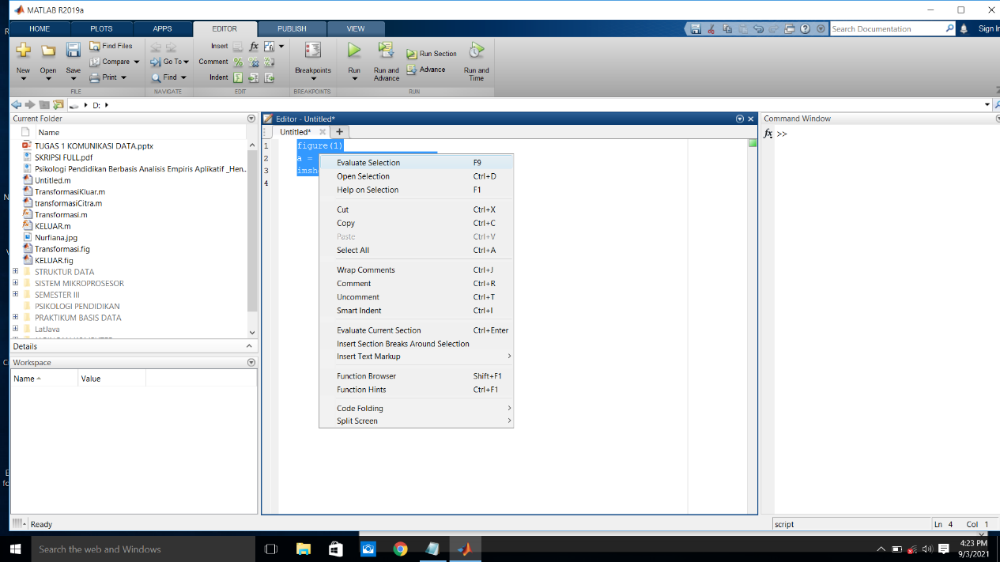 MATLAB R2019a
HOME PLOTS APPS EDITOR PUBLISH VIEW
Search Documentation
Sign In
New
Open
Save
Find Files
Compare
Print
FILE
Go To
Find
NAVIGATE
Insert
Comment
Indent
fx
EDIT
Breakpoints
BREAKPOINTS
Run
Run and Advance
Run Section
Advance
Run and Time
RUN
D:
Current Folder
Name
TUGAS 1 KOMUNIKASI DATA.pptx
SKRIPSI FULL.pdf
Psikologi Pendidikan Berbasis Analisis Empiris Aplikatif _Hen...
Untitled.m
TransformasiKluar.m
transformasiCitra.m
Transformasi.m
KELUAR.m
Nurfiana.jpg
Transformasi.fig
KELUAR.fig
STRUKTUR DATA
SISTEM MIKROPROSESOR
SEMESTER III
PSIKOLOGI PENDIDIKAN
PRAKTIKUM BASIS DATA
LatJava
Details
Workspace
Name Value
Ready
Editor - Untitled*
Untitled*
1 figure(1)
2 a =
3 imsh
4
Evaluate Selection F9
Open Selection Ctrl+D
Help on Selection F1
Cut Ctrl+X
Copy Ctrl+C
Paste Ctrl+V
Select All Ctrl+A
Wrap Comments Ctrl+J
Comment Ctrl+R
Uncomment Ctrl+T
Smart Indent Ctrl+I
Evaluate Current Section Ctrl+Enter
Insert Section Breaks Around Selection
Insert Text Markup
Function Browser Shift+F1
Function Hints Ctrl+F1
Code Folding
Split Screen
Command Window
fx >>
script
Ln 4 Col 1
Search the web and Windows
4:23 PM
9/3/2021